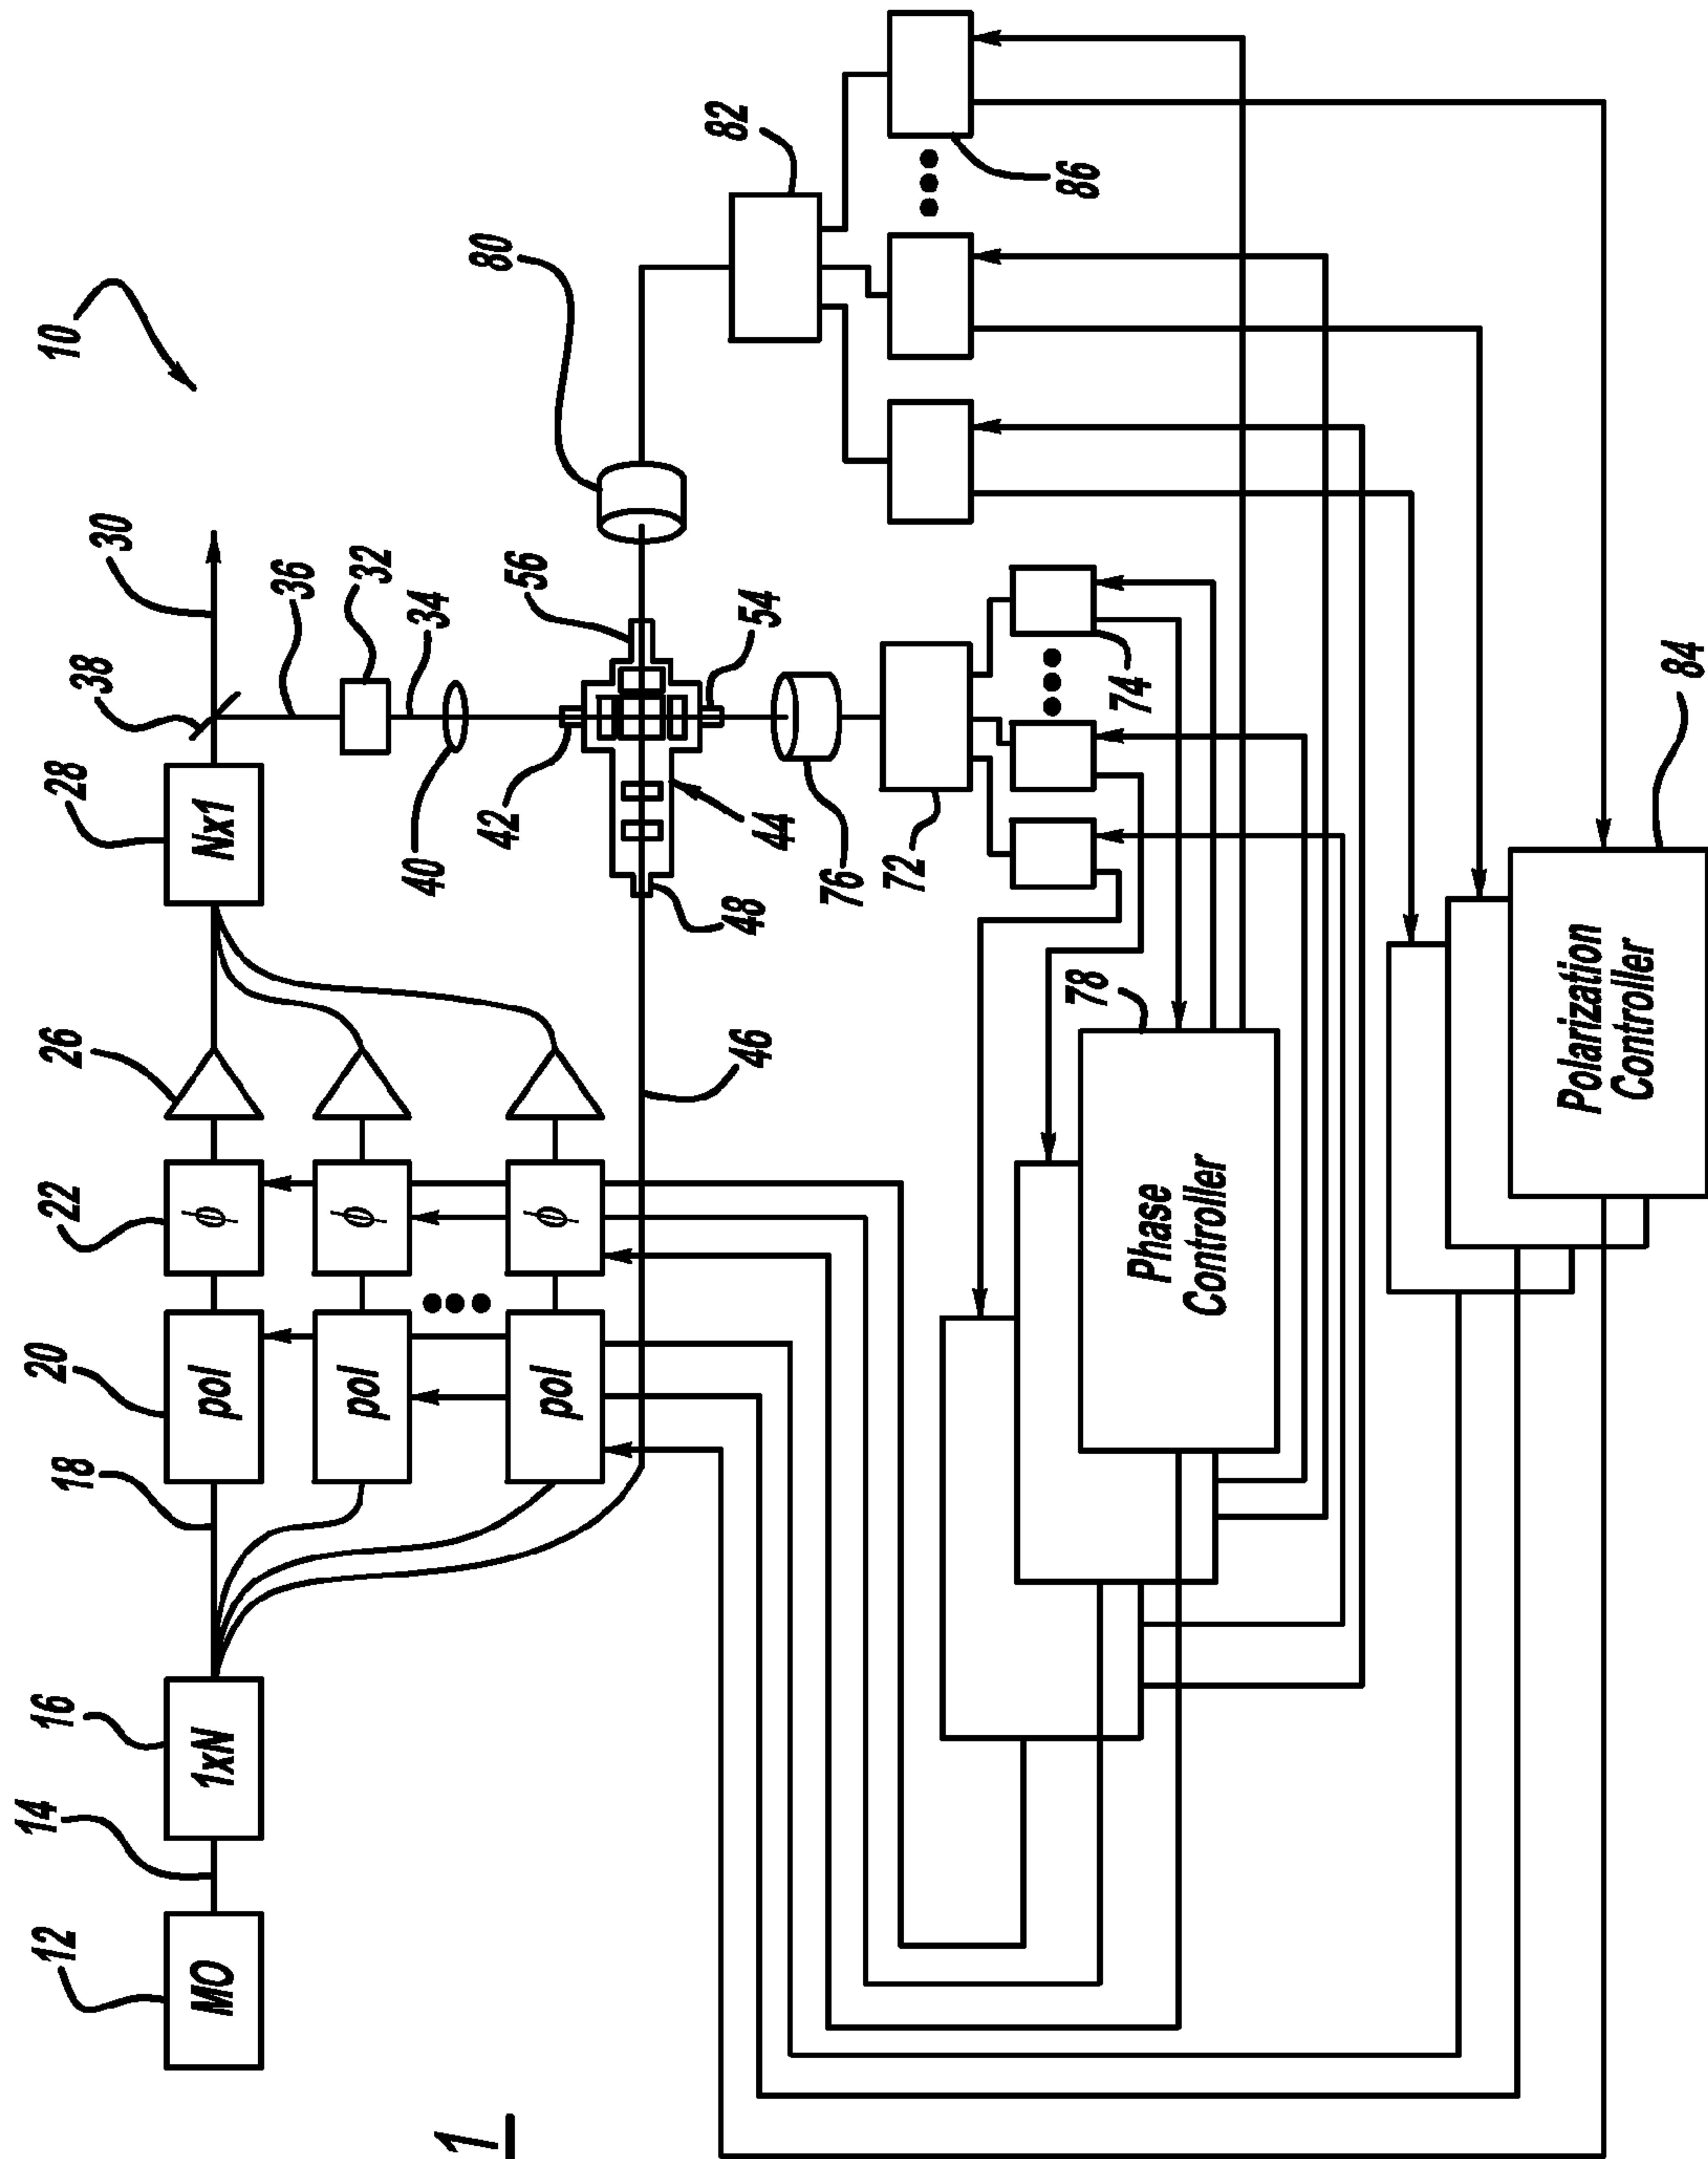 10
12
MO
14
16
1xN
18
20
pol
pol
pol
22
ϕ
ϕ
ϕ
26
28
Nx1
38
30
36
32
34
40
42
44
46
48
54
56
80
82
76
72
74
86
78
Phase
Controller
84
Polarization
Controller
1